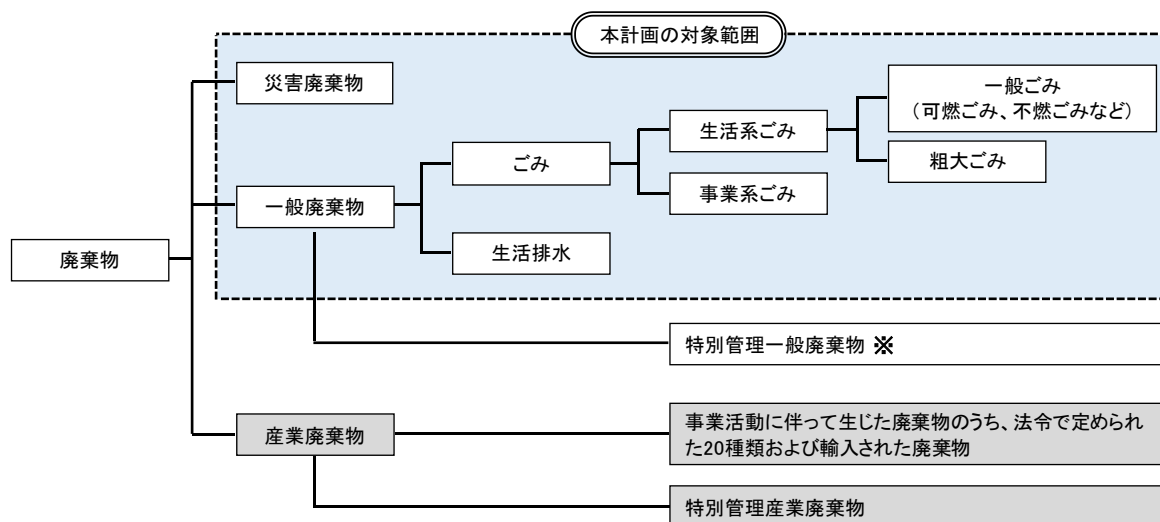 本計画の対象範囲
災害廃棄物
一般ごみ
（可燃ごみ、不燃ごみなど）
生活系ごみ
ごみ
粗大ごみ
一般廃棄物
事業系ごみ
生活排水
廃棄物
特別管理一般廃棄物 ※
産業廃棄物
事業活動に伴って生じた廃棄物のうち、法令で定められ
た20種類および輸入された廃棄物
特別管理産業廃棄物